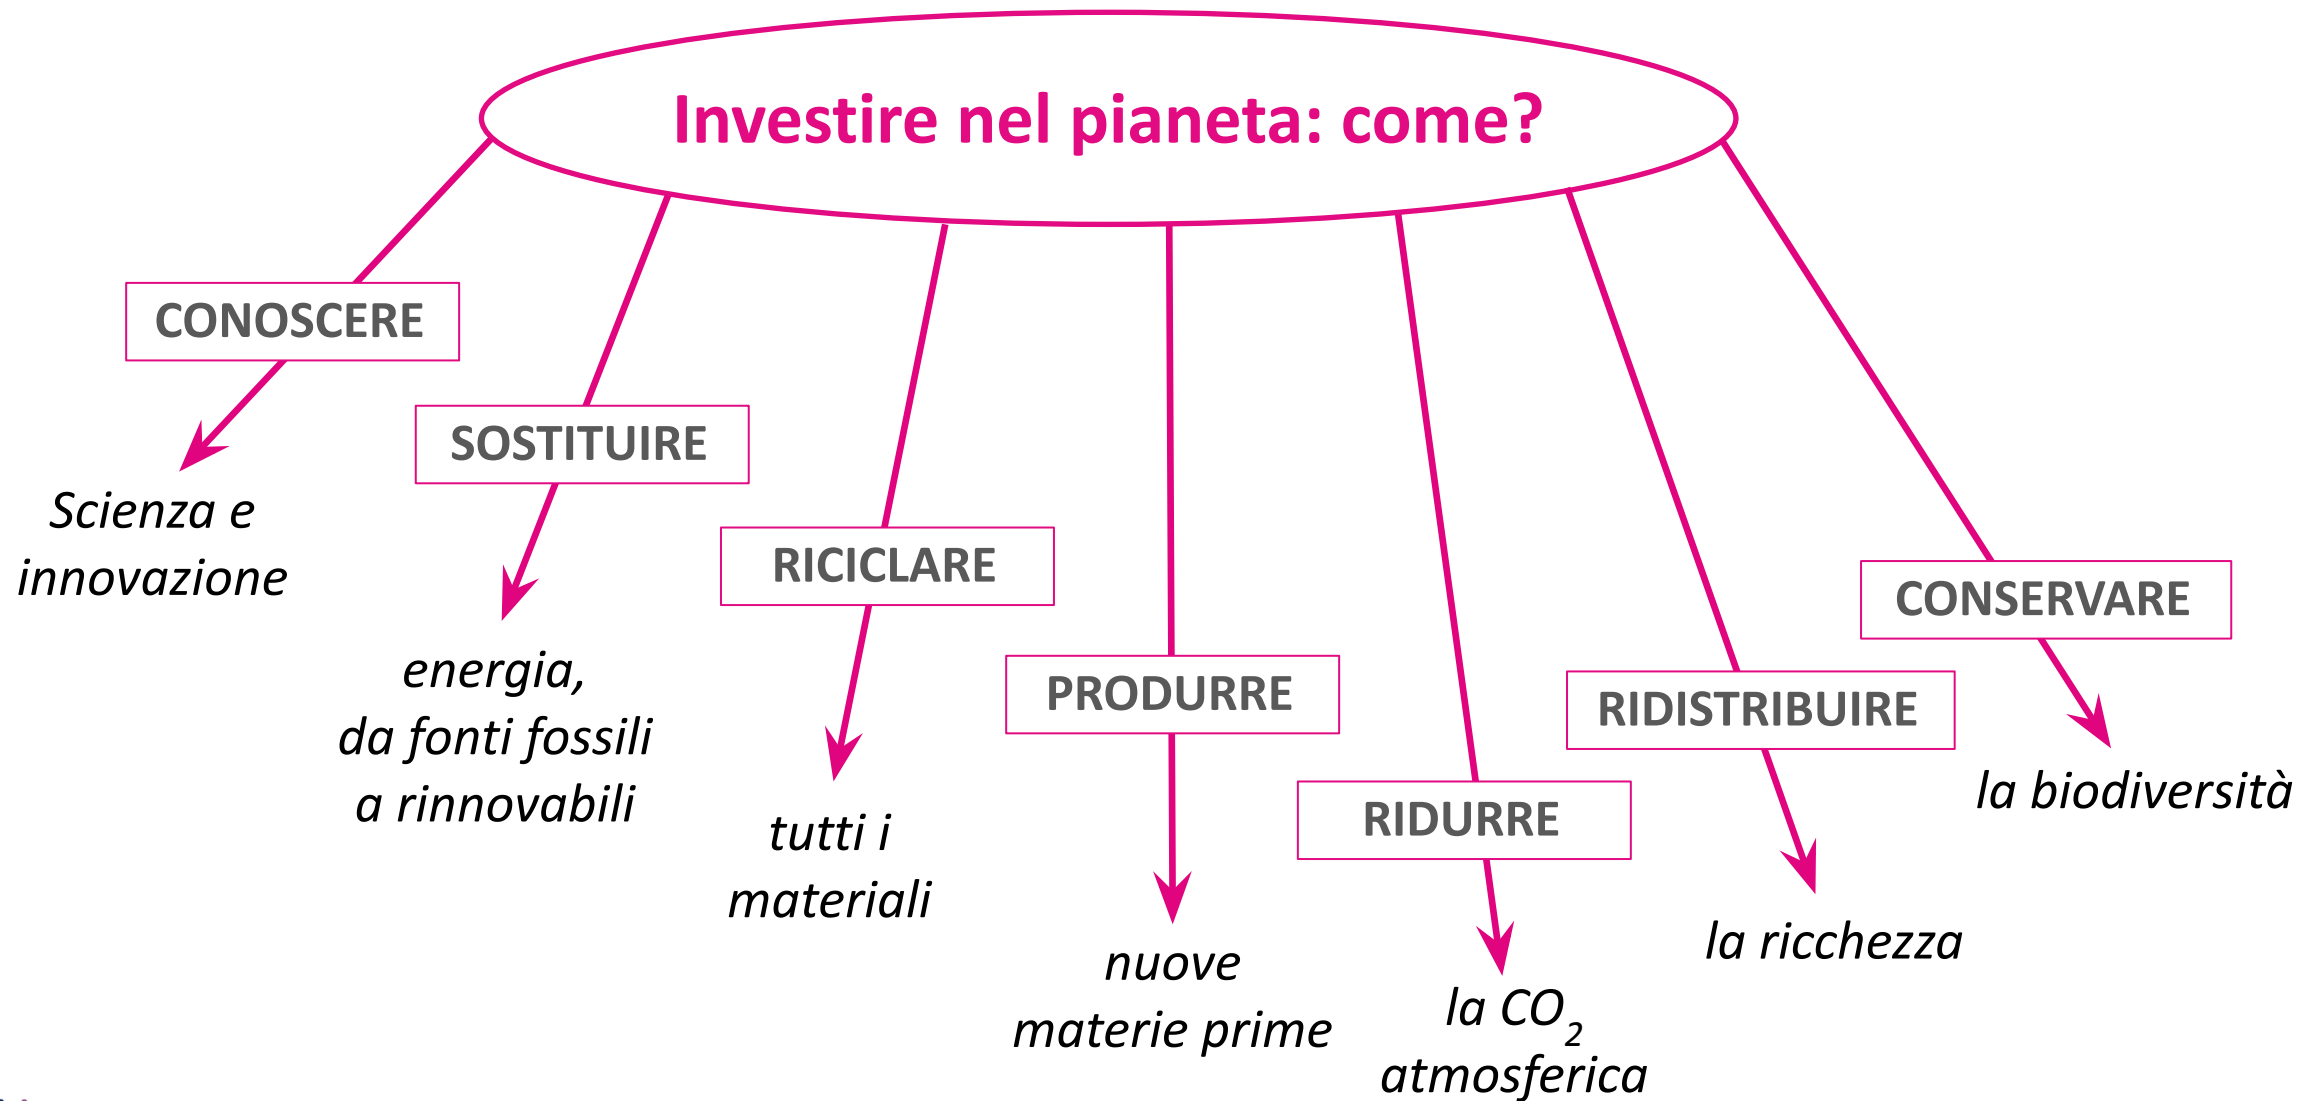 Investire nel pianeta: come?
CONOSCERE
Scienza e
innovazione
SOSTITUIRE
energia,
da fonti fossili
a rinnovabili
RICICLARE
tutti i
materiali
PRODURRE
nuove
materie prime
RIDURRE
la CO₂
atmosferica
RIDISTRIBUIRE
la ricchezza
CONSERVARE
la biodiversità